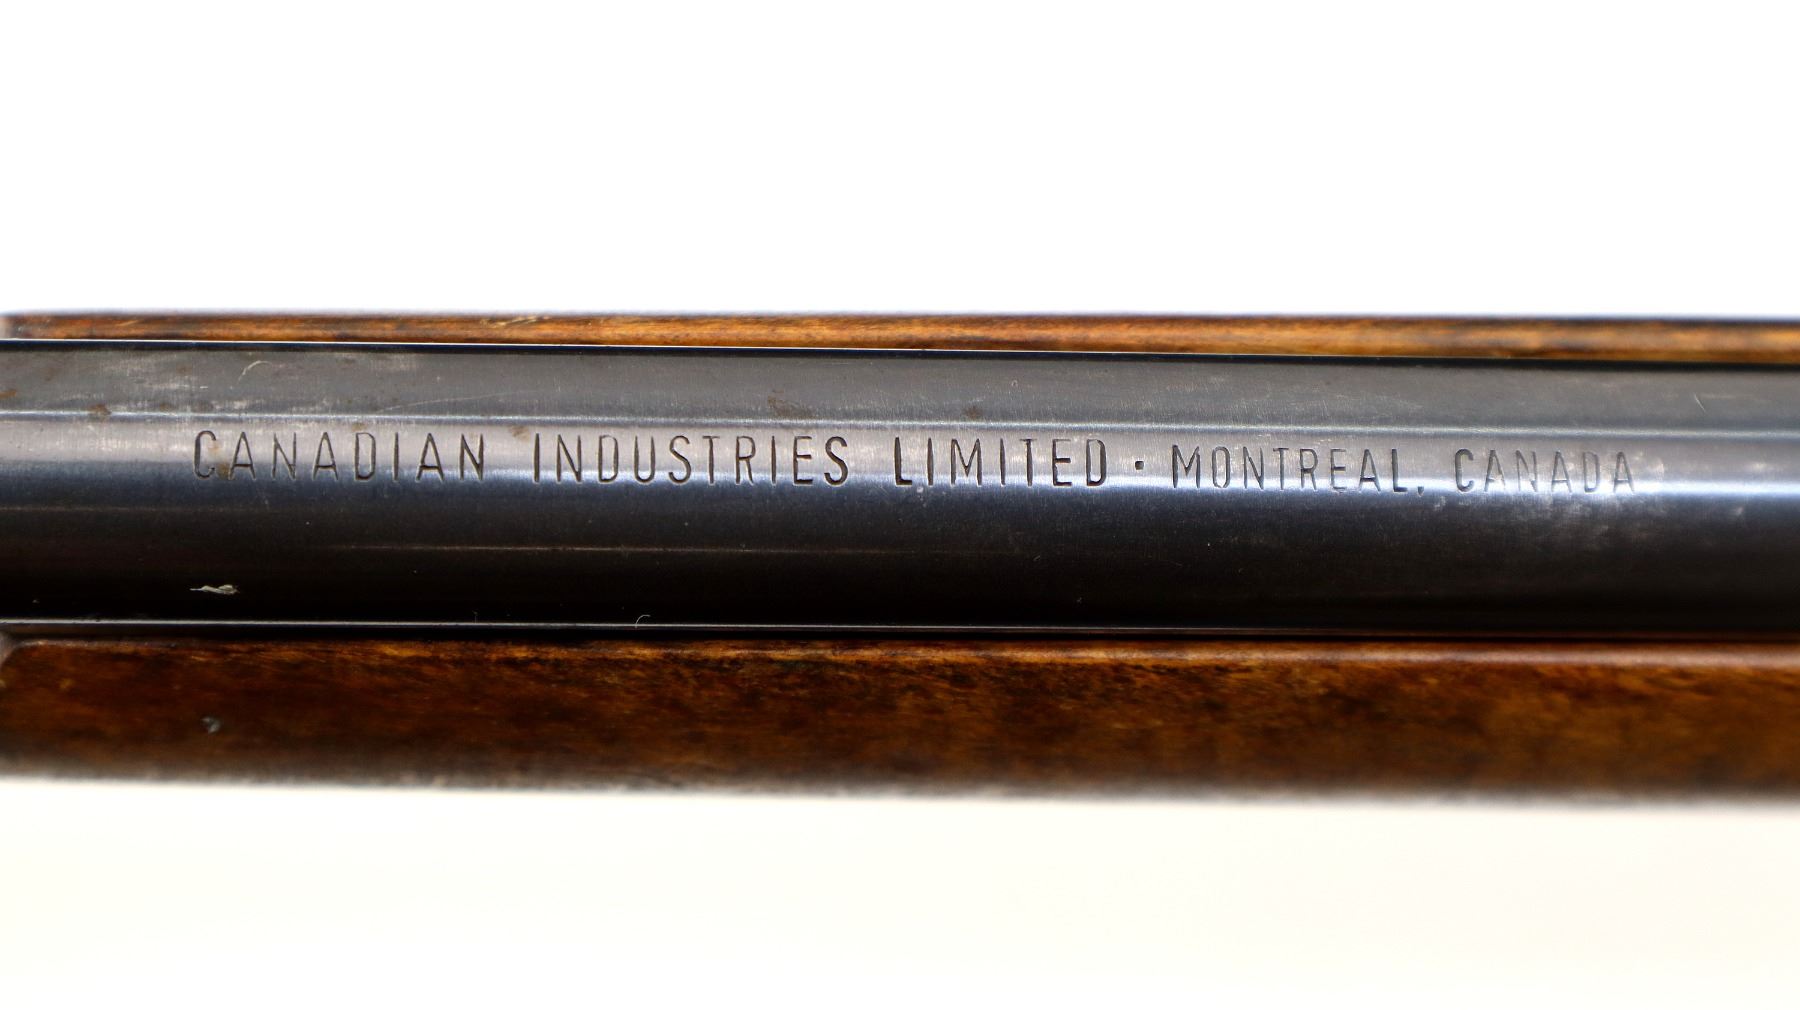 CANADIAN INDUSTRIES LIMITED · MONTREAL, CANADA